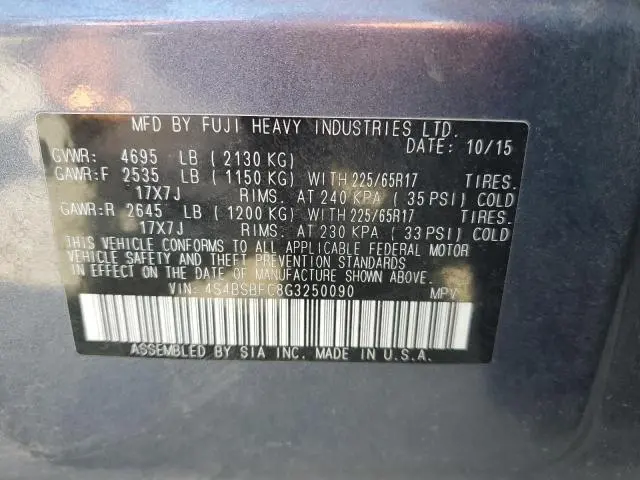 MFD BY FUJI HEAVY INDUSTRIES LTD.
GVWR: 4695 LB (2130 KG) DATE: 10/15
GAWR:F 2535 LB (1150 KG) WITH 225/65R17 TIRES.
17X7J RIMS. AT 240 KPA (35 PSI) COLD
GAWR:R 2645 LB (1200 KG) WITH 225/65R17 TIRES.
17X7J RIMS. AT 230 KPA (33 PSI) COLD
THIS VEHICLE CONFORMS TO ALL APPLICABLE FEDERAL MOTOR
VEHICLE SAFETY AND THEFT PREVENTION STANDARDS
IN EFFECT ON THE DATE OF MANUFACTURE SHOWN ABOVE.
VIN: 4S4BSBFC8G3250090 MPV
ASSEMBLED BY SIA INC. MADE IN U.S.A.